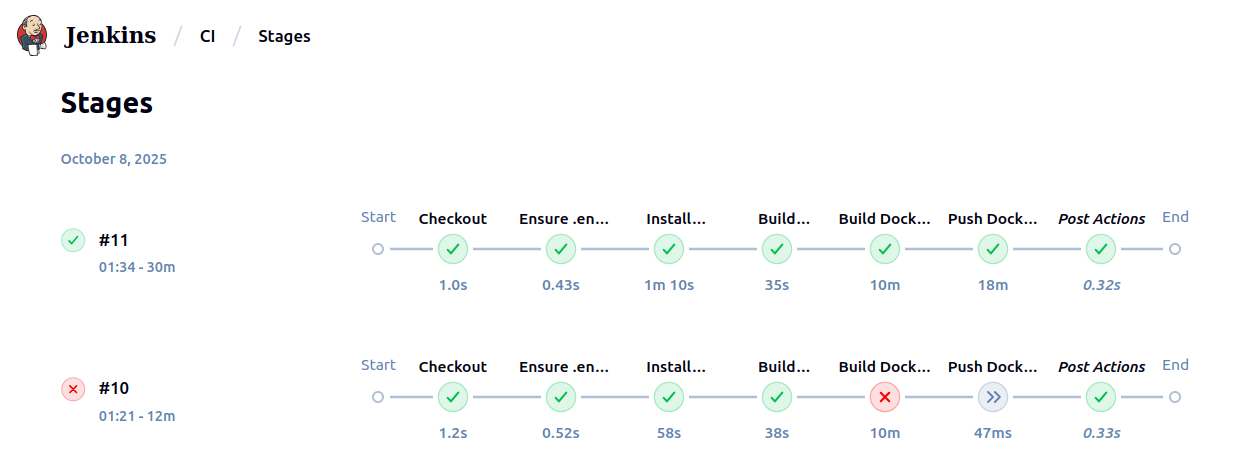 Jenkins / CI / Stages
Stages
October 8, 2025
Start Checkout Ensure .en... Install... Build... Build Dock... Push Dock... Post Actions End
#11
01:34 - 30m
1.0s 0.43s 1m 10s 35s 10m 18m 0.32s
Start Checkout Ensure .en... Install... Build... Build Dock... Push Dock... Post Actions End
#10
01:21 - 12m
1.2s 0.52s 58s 38s 10m 47ms 0.33s